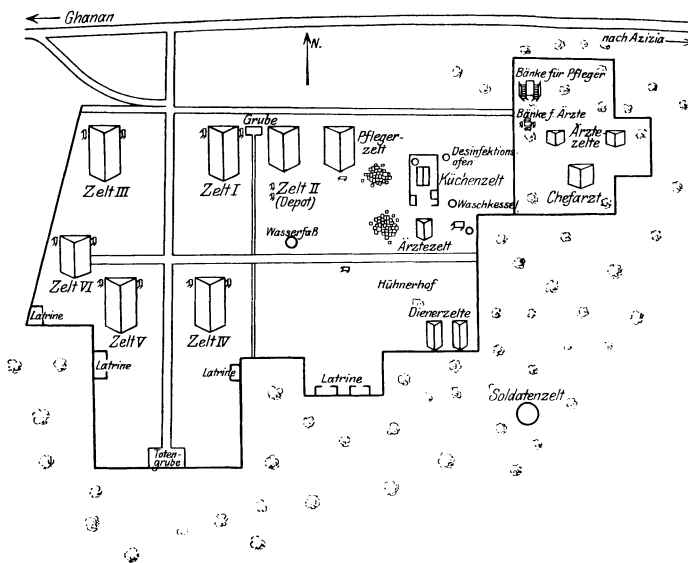 Ghanan
N.
nach Azizia
Bänke für Pfleger
Bänke f. Ärzte
Ärzte-
zelte
Chefarzt
Grube
Pfleger-
zelt
Desinfektions-
ofen
Küchenzelt
Waschkessel
Zelt III
Zelt I
Zelt II
(Depot)
Wasserfaß
Ärztezelt
Zelt VI
Hühnerhof
Latrine
Zelt V
Zelt IV
Dienerzelte
Latrine
Latrine
Latrine
Soldatenzelt
Toten-
grube